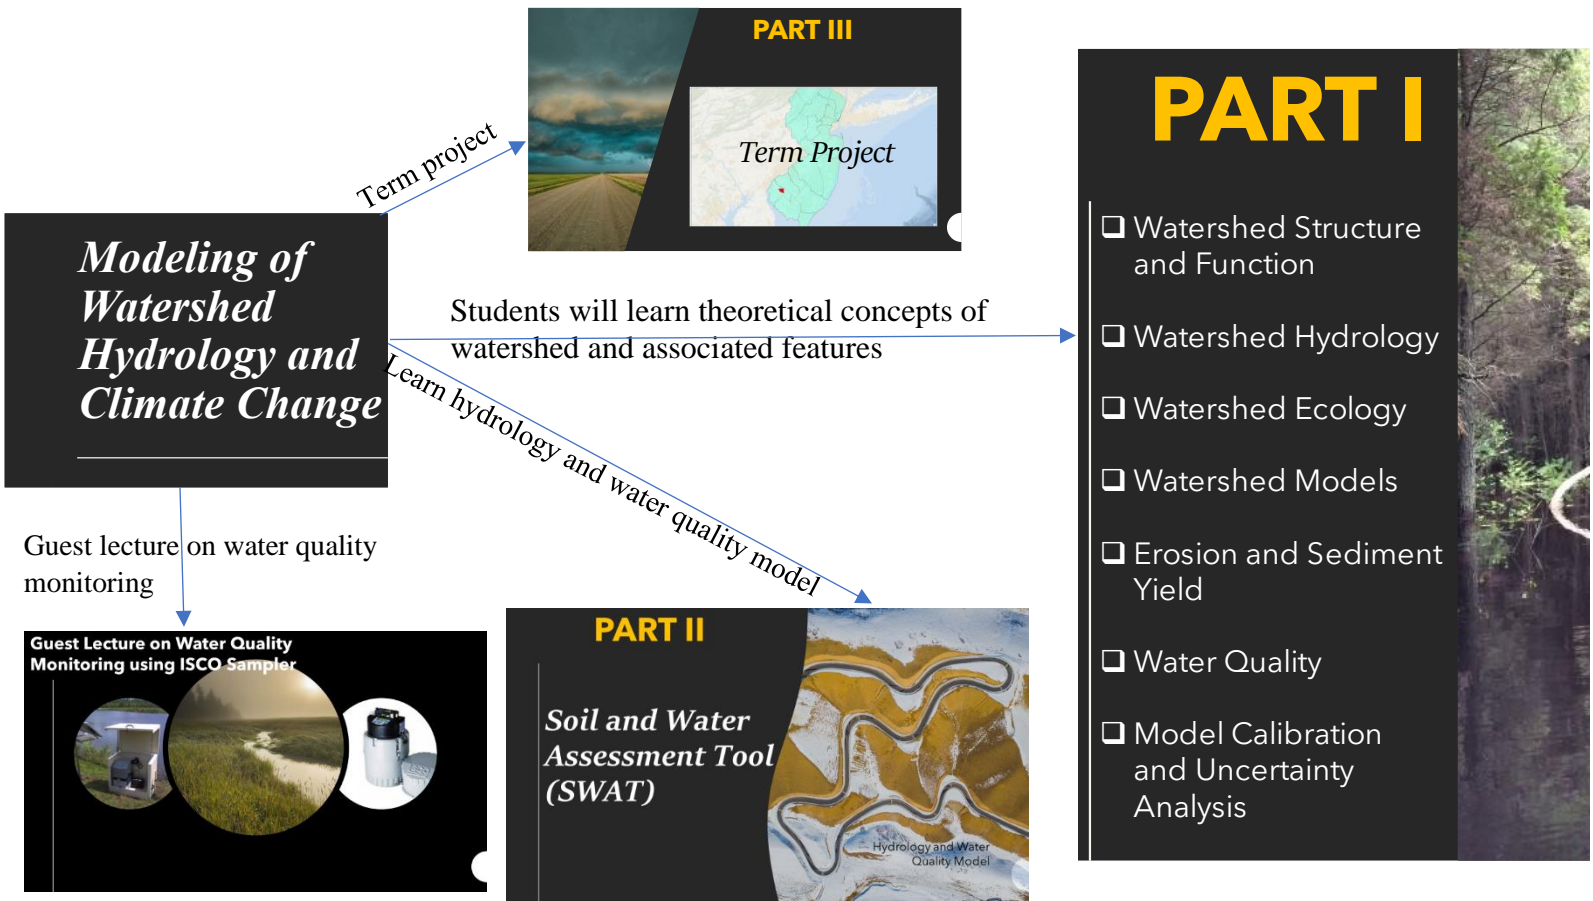 PART III
Term Project
Term project
Modeling of
Watershed
Hydrology and
Climate Change
Students will learn theoretical concepts of
watershed and associated features
Learn hydrology and water quality model
Guest lecture on water quality
monitoring
Guest Lecture on Water Quality
Monitoring using ISCO Sampler
PART II
Soil and Water
Assessment Tool
(SWAT)
Hydrology and Water
Quality Model
PART I
Watershed Structure
and Function
Watershed Hydrology
Watershed Ecology
Watershed Models
Erosion and Sediment
Yield
Water Quality
Model Calibration
and Uncertainty
Analysis